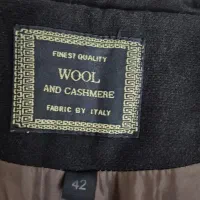 FINEST QUALITY
WOOL
AND CASHMERE
FABRIC BY ITALY
42